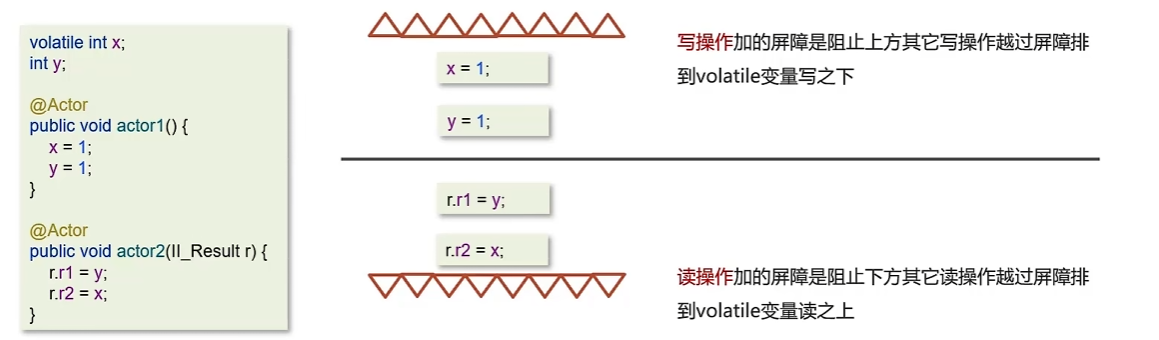 volatile int x;
int y;
@Actor
public void actor1() {
x = 1;
y = 1;
}
@Actor
public void actor2(II_Result r) {
r.r1 = y;
r.r2 = x;
}
x = 1;
y = 1;
写操作加的屏障是阻止上方其它写操作越过屏障排
到volatile变量写之下
r.r1 = y;
r.r2 = x;
读操作加的屏障是阻止下方其它读操作越过屏障排
到volatile变量读之上